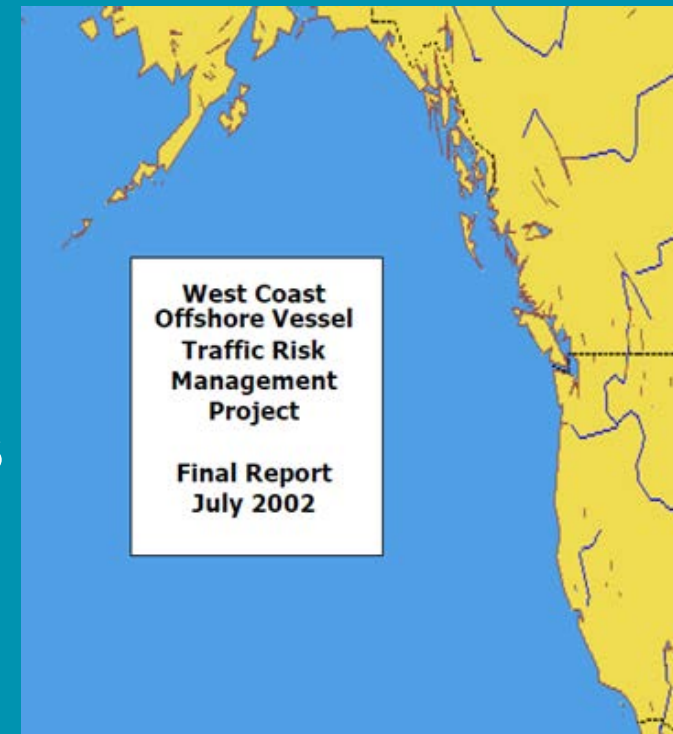 West Coast
Offshore Vessel
Traffic Risk
Management
Project
Final Report
July 2002